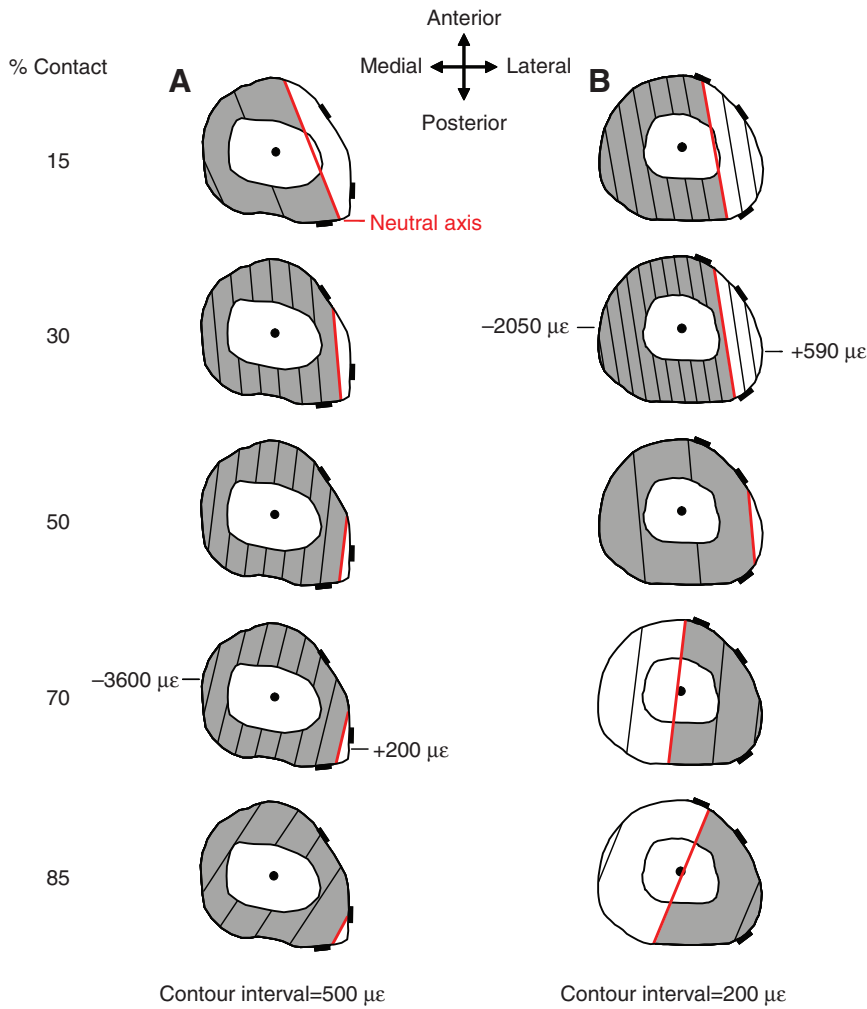 Anterior
% Contact
A
Medial
Lateral
B
Posterior
15
Neutral axis
30
–2050 με
+590 με
50
–3600 με
70
+200 με
85
Contour interval=500 με
Contour interval=200 με